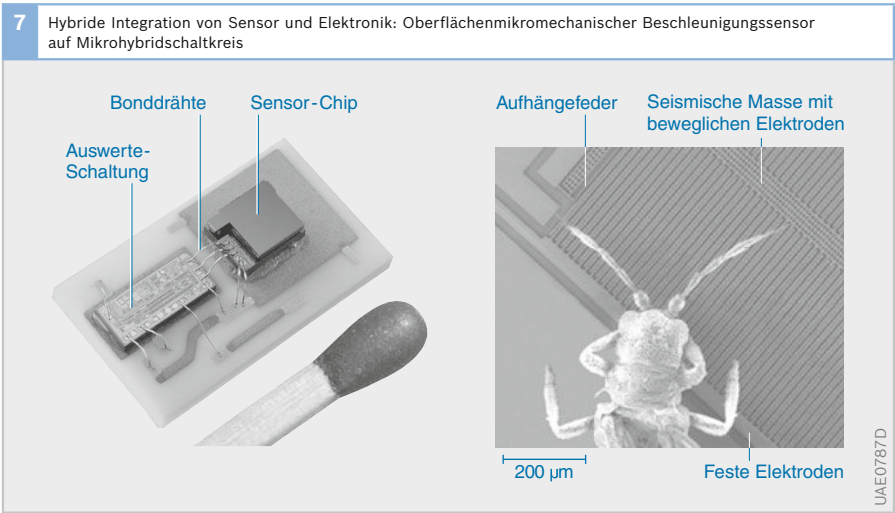 7
Hybride Integration von Sensor und Elektronik: Oberflächenmikromechanischer Beschleunigungssensor
auf Mikrohybridschaltkreis
Bonddrähte
Sensor-Chip
Auswerte-
Schaltung
Aufhängefeder
Seismische Masse mit
beweglichen Elektroden
200 µm
Feste Elektroden
UAE0787D